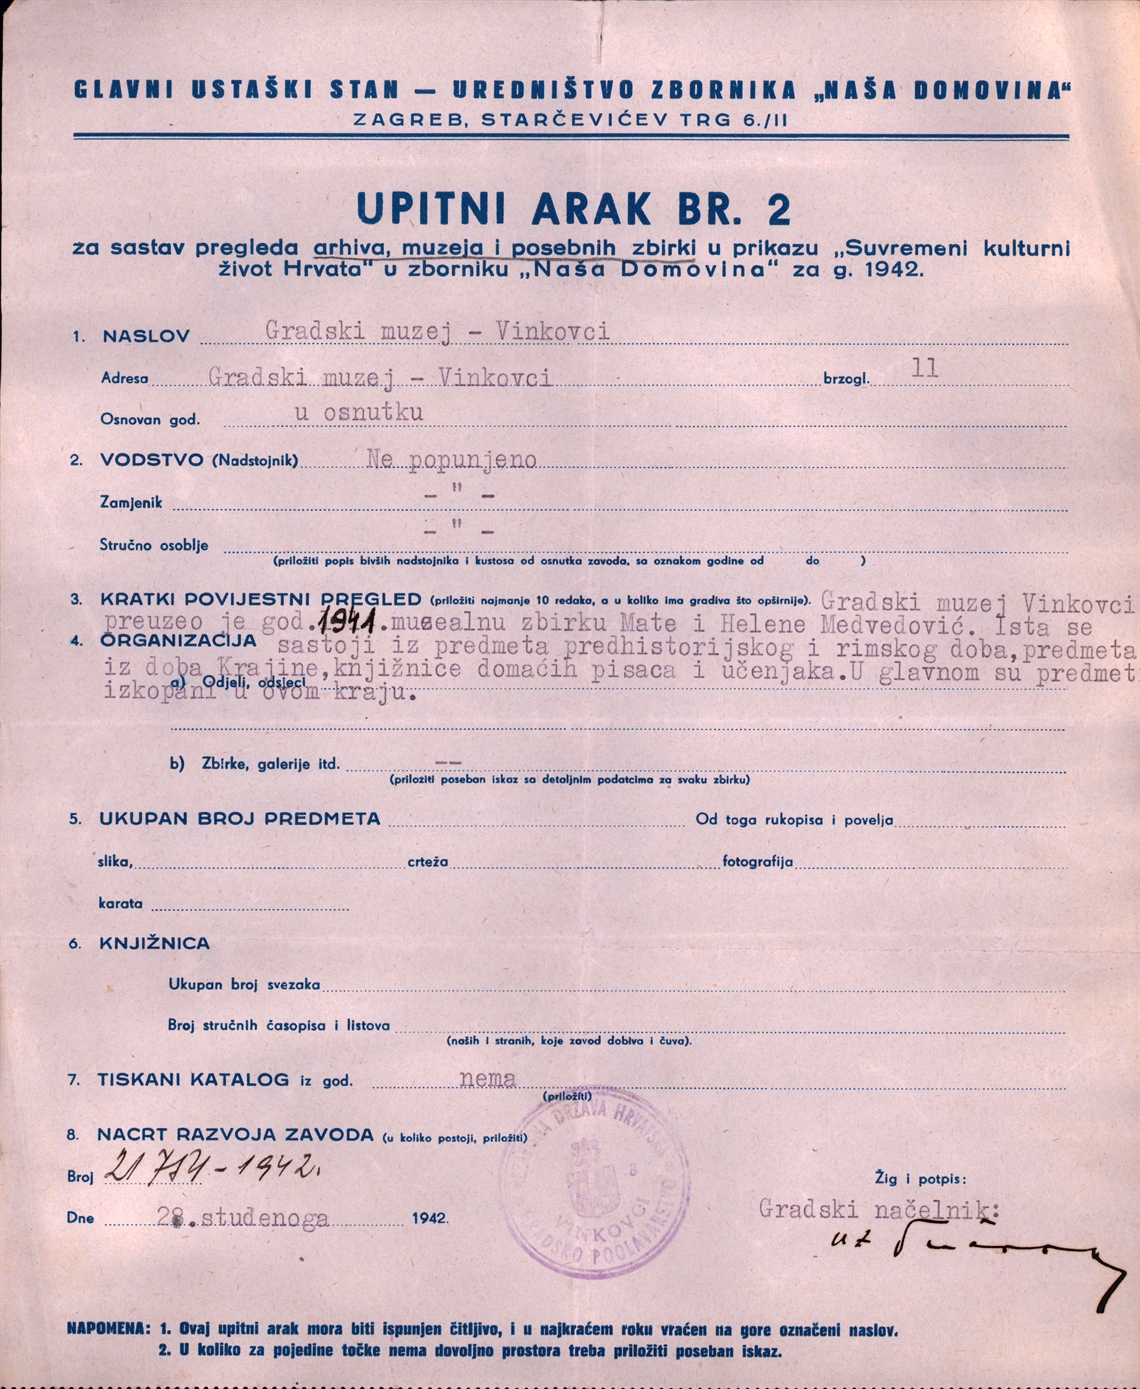 GLAVNI USTAŠKI STAN — UREDNIŠTVO ZBORNIKA „NAŠA DOMOVINA“
ZAGREB, STARČEVIĆEV TRG 6./II
UPITNI ARAK BR. 2
za sastav pregleda arhiva, muzeja i posebnih zbirki u prikazu „Suvremeni kulturni
život Hrvata“ u zborniku „Naša Domovina“ za g. 1942.
1. NASLOV Gradski muzej - Vinkovci
Adresa Gradski muzej - Vinkovci brzogl. 11
Osnovan god. u osnutku
2. VODSTVO (Nadstojnik) Ne popunjeno
Zamjenik - " -
Stručno osoblje - " -
(priložiti popis bivših nadstojnika i kustosa od osnutka zavoda, sa oznakom godine od do )
3. KRATKI POVIJESTNI PREGLED (priložiti najmanje 10 redaka, a u koliko ima gradiva što opširnije). Gradski muzej Vinkovci
preuzeo je god.1941.musealnu zbirku Mate i Helene Medvedović. Ista se
4. ORGANIZACIJA sastoji iz predmeta predhistorijskog i rimskog doba,predmeta
iz doba Krajine,knjižnice domaćih pisaca i učenjaka.U glavnom su predmet
a) Odjeli, odsjeci
izkopani u ovom kraju.
b) Zbirke, galerije itd. --
(priloziti poseban iskaz sa detaljnim podatcima za svaku zbirku)
5. UKUPAN BROJ PREDMETA Od toga rukopisa i povelja
slika, crteža fotografija
karata
6. KNJIŽNICA
Ukupan broj svezaka
Broj stručnih časopisa i listova
(naših i stranih, koje zavod dobiva i čuva).
7. TISKANI KATALOG iz god. nema
(priložiti)
8. NACRT RAZVOJA ZAVODA (u koliko postoji, priložiti)
Broj 21754-1942.
Žig i potpis:
Dne 28.studenoga 1942.
Gradski načelnik:
DRŽAVA HRVATSKA
8
VINKOVCI
GRADSKO POGLAVARSTVO
NAPOMENA: 1. Ovaj upitni arak mora biti ispunjen čitljivo, i u najkraćem roku vraćen na gore označeni naslov.
2. U koliko za pojedine točke nema dovoljno prostora treba priložiti poseban iskaz.